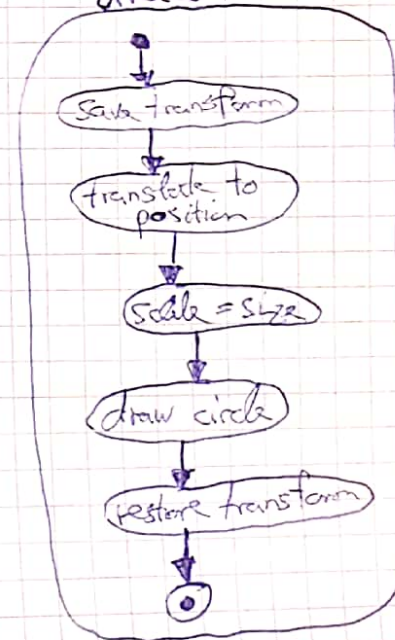 save transform
translate to
position
scale = size
draw circle
restore transform